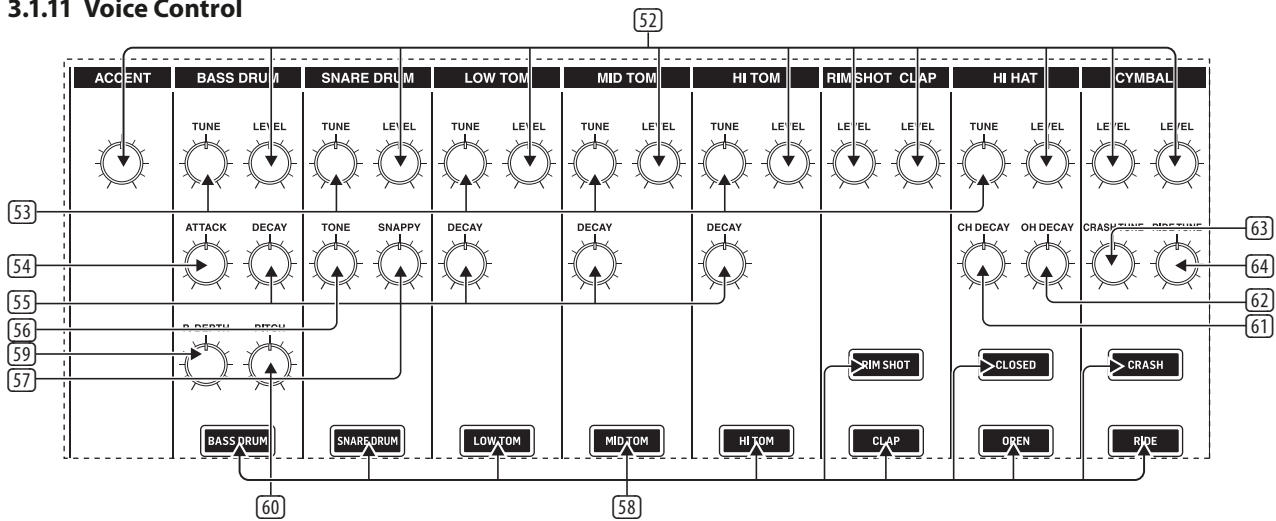 3.1.11 Voice Control
52
ACCENT BASS DRUM SNARE DRUM LOW TOM MID TOM HI TOM RIM SHOT CLAP HI HAT CYMBAL
TUNE LEVEL TUNE LEVEL TUNE LEVEL TUNE LEVEL TUNE LEVEL LEVEL LEVEL TUNE LEVEL LEVEL LEVEL
53
ATTACK DECAY TONE SNAPPY DECAY DECAY DECAY CH DECAY OH DECAY CRASH TUNE RIDE TUNE
63
54
64
55
62
56
61
P. DEPTH PITCH
59
57
RIM SHOT CLOSED CRASH
BASS DRUM SNARE DRUM LOW TOM MID TOM HI TOM CLAP OPEN RIDE
60 58